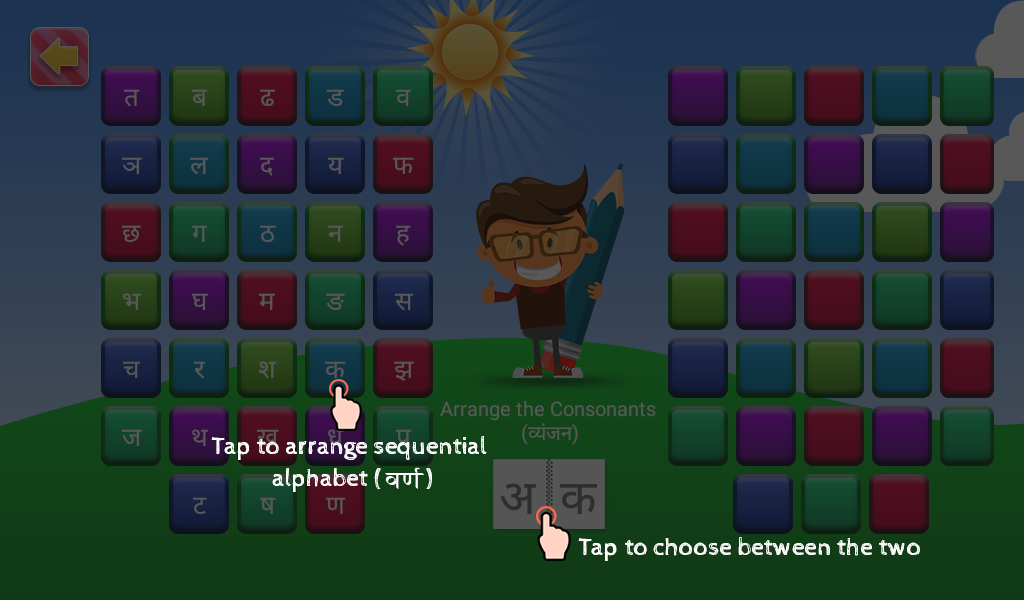 त ब ढ ड व
ञ ल द य फ
छ ग ठ न ह
भ घ म ङ स
च र श क झ
ज थ ख ध प
ट ष ण
Tap to arrange sequential
alphabet (वर्ण)
Arrange the Consonants
(व्यंजन)
अ क
Tap to choose between the two